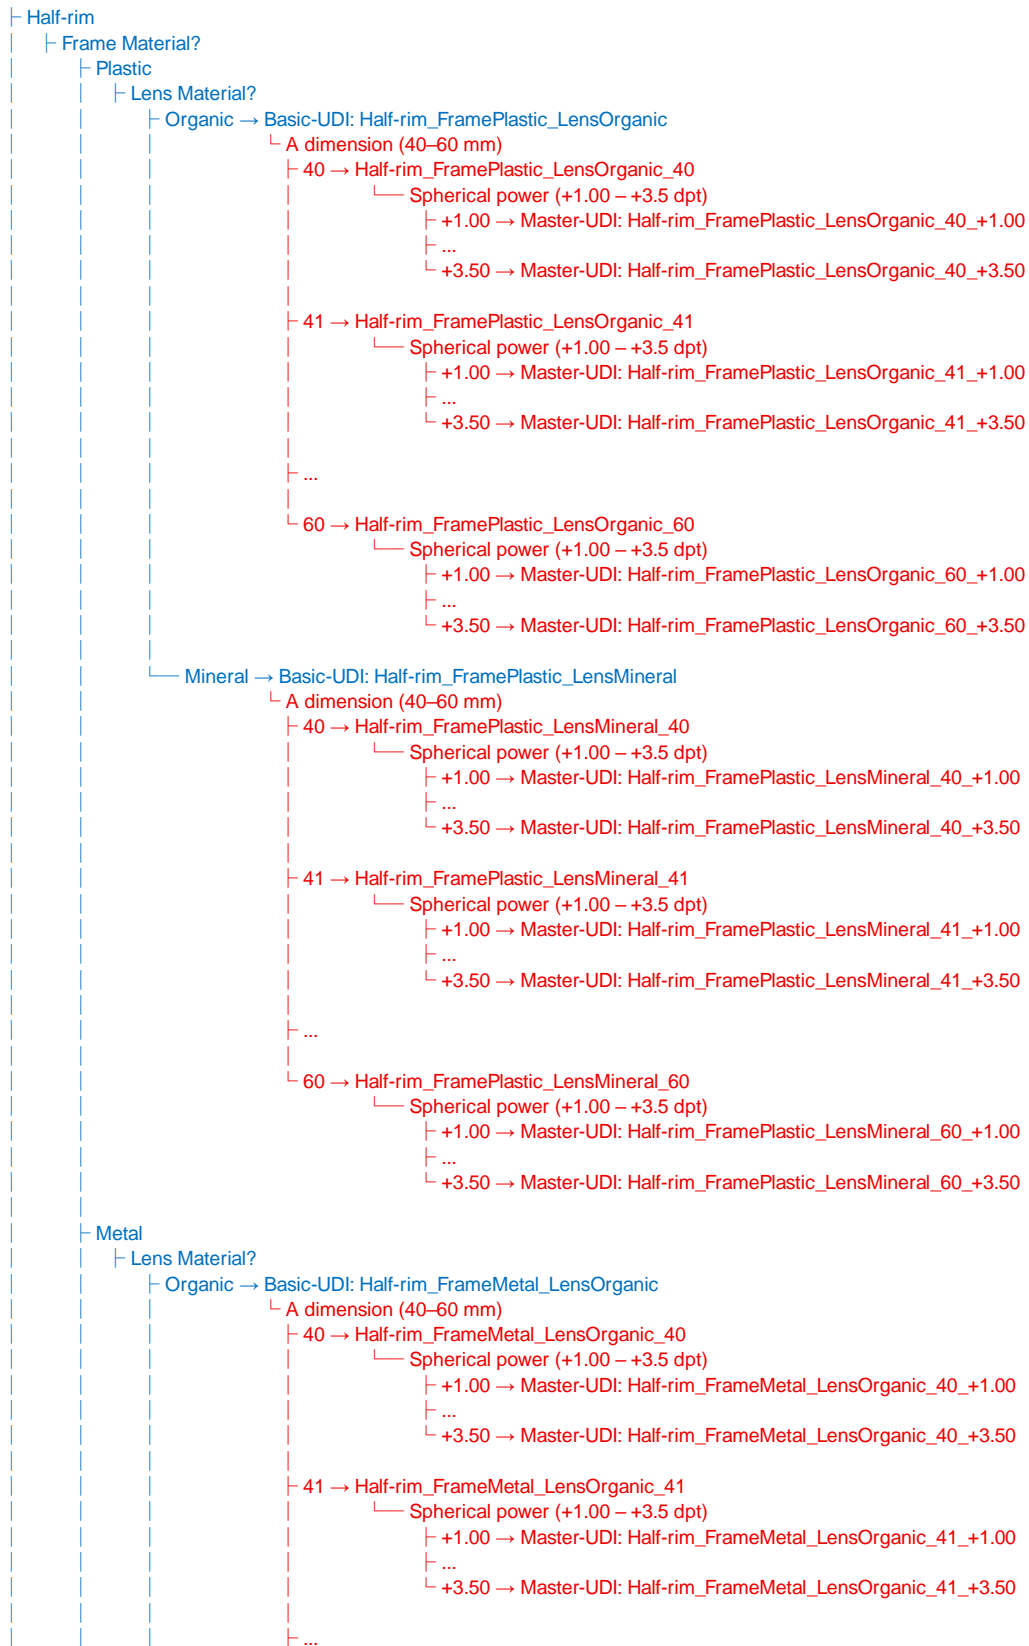 Half-rim
Frame Material?
Plastic
Lens Material?
Organic → Basic-UDI: Half-rim_FramePlastic_LensOrganic
A dimension (40–60 mm)
40 → Half-rim_FramePlastic_LensOrganic_40
Spherical power (+1.00 – +3.5 dpt)
+1.00 → Master-UDI: Half-rim_FramePlastic_LensOrganic_40_+1.00
...
+3.50 → Master-UDI: Half-rim_FramePlastic_LensOrganic_40_+3.50
41 → Half-rim_FramePlastic_LensOrganic_41
Spherical power (+1.00 – +3.5 dpt)
+1.00 → Master-UDI: Half-rim_FramePlastic_LensOrganic_41_+1.00
...
+3.50 → Master-UDI: Half-rim_FramePlastic_LensOrganic_41_+3.50
...
60 → Half-rim_FramePlastic_LensOrganic_60
Spherical power (+1.00 – +3.5 dpt)
+1.00 → Master-UDI: Half-rim_FramePlastic_LensOrganic_60_+1.00
...
+3.50 → Master-UDI: Half-rim_FramePlastic_LensOrganic_60_+3.50
Mineral → Basic-UDI: Half-rim_FramePlastic_LensMineral
A dimension (40–60 mm)
40 → Half-rim_FramePlastic_LensMineral_40
Spherical power (+1.00 – +3.5 dpt)
+1.00 → Master-UDI: Half-rim_FramePlastic_LensMineral_40_+1.00
...
+3.50 → Master-UDI: Half-rim_FramePlastic_LensMineral_40_+3.50
41 → Half-rim_FramePlastic_LensMineral_41
Spherical power (+1.00 – +3.5 dpt)
+1.00 → Master-UDI: Half-rim_FramePlastic_LensMineral_41_+1.00
...
+3.50 → Master-UDI: Half-rim_FramePlastic_LensMineral_41_+3.50
...
60 → Half-rim_FramePlastic_LensMineral_60
Spherical power (+1.00 – +3.5 dpt)
+1.00 → Master-UDI: Half-rim_FramePlastic_LensMineral_60_+1.00
...
+3.50 → Master-UDI: Half-rim_FramePlastic_LensMineral_60_+3.50
Metal
Lens Material?
Organic → Basic-UDI: Half-rim_FrameMetal_LensOrganic
A dimension (40–60 mm)
40 → Half-rim_FrameMetal_LensOrganic_40
Spherical power (+1.00 – +3.5 dpt)
+1.00 → Master-UDI: Half-rim_FrameMetal_LensOrganic_40_+1.00
...
+3.50 → Master-UDI: Half-rim_FrameMetal_LensOrganic_40_+3.50
41 → Half-rim_FrameMetal_LensOrganic_41
Spherical power (+1.00 – +3.5 dpt)
+1.00 → Master-UDI: Half-rim_FrameMetal_LensOrganic_41_+1.00
...
+3.50 → Master-UDI: Half-rim_FrameMetal_LensOrganic_41_+3.50
...